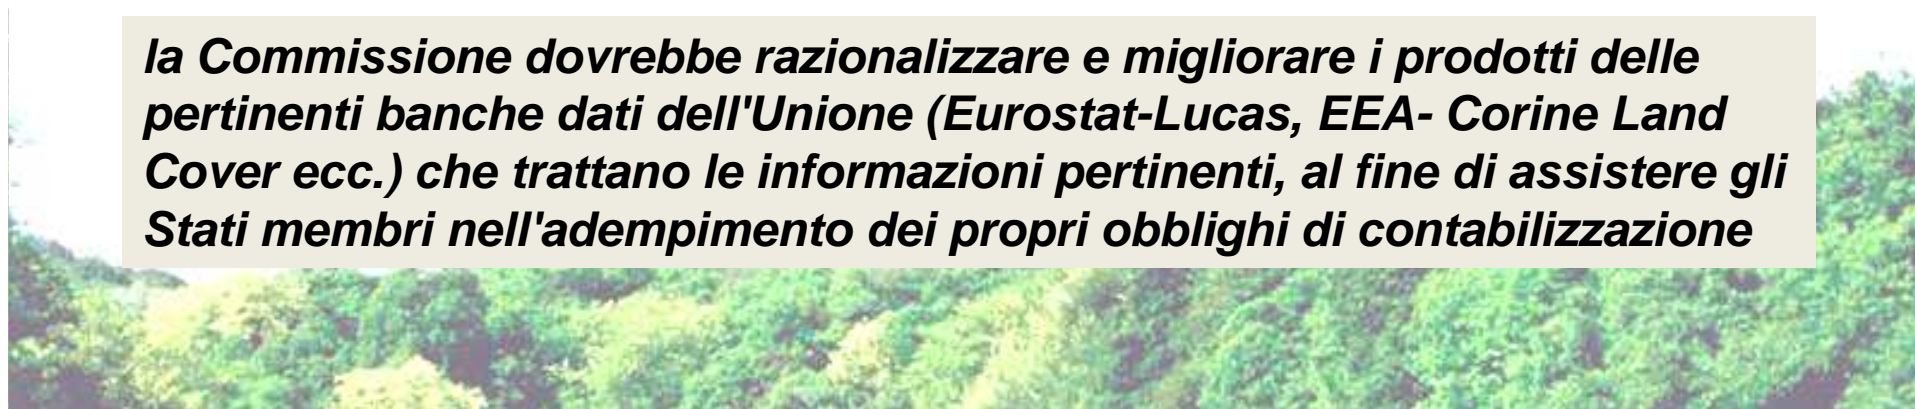 la Commissione dovrebbe razionalizzare e migliorare i prodotti delle
pertinenti banche dati dell'Unione (Eurostat-Lucas, EEA- Corine Land
Cover ecc.) che trattano le informazioni pertinenti, al fine di assistere gli
Stati membri nell'adempimento dei propri obblighi di contabilizzazione